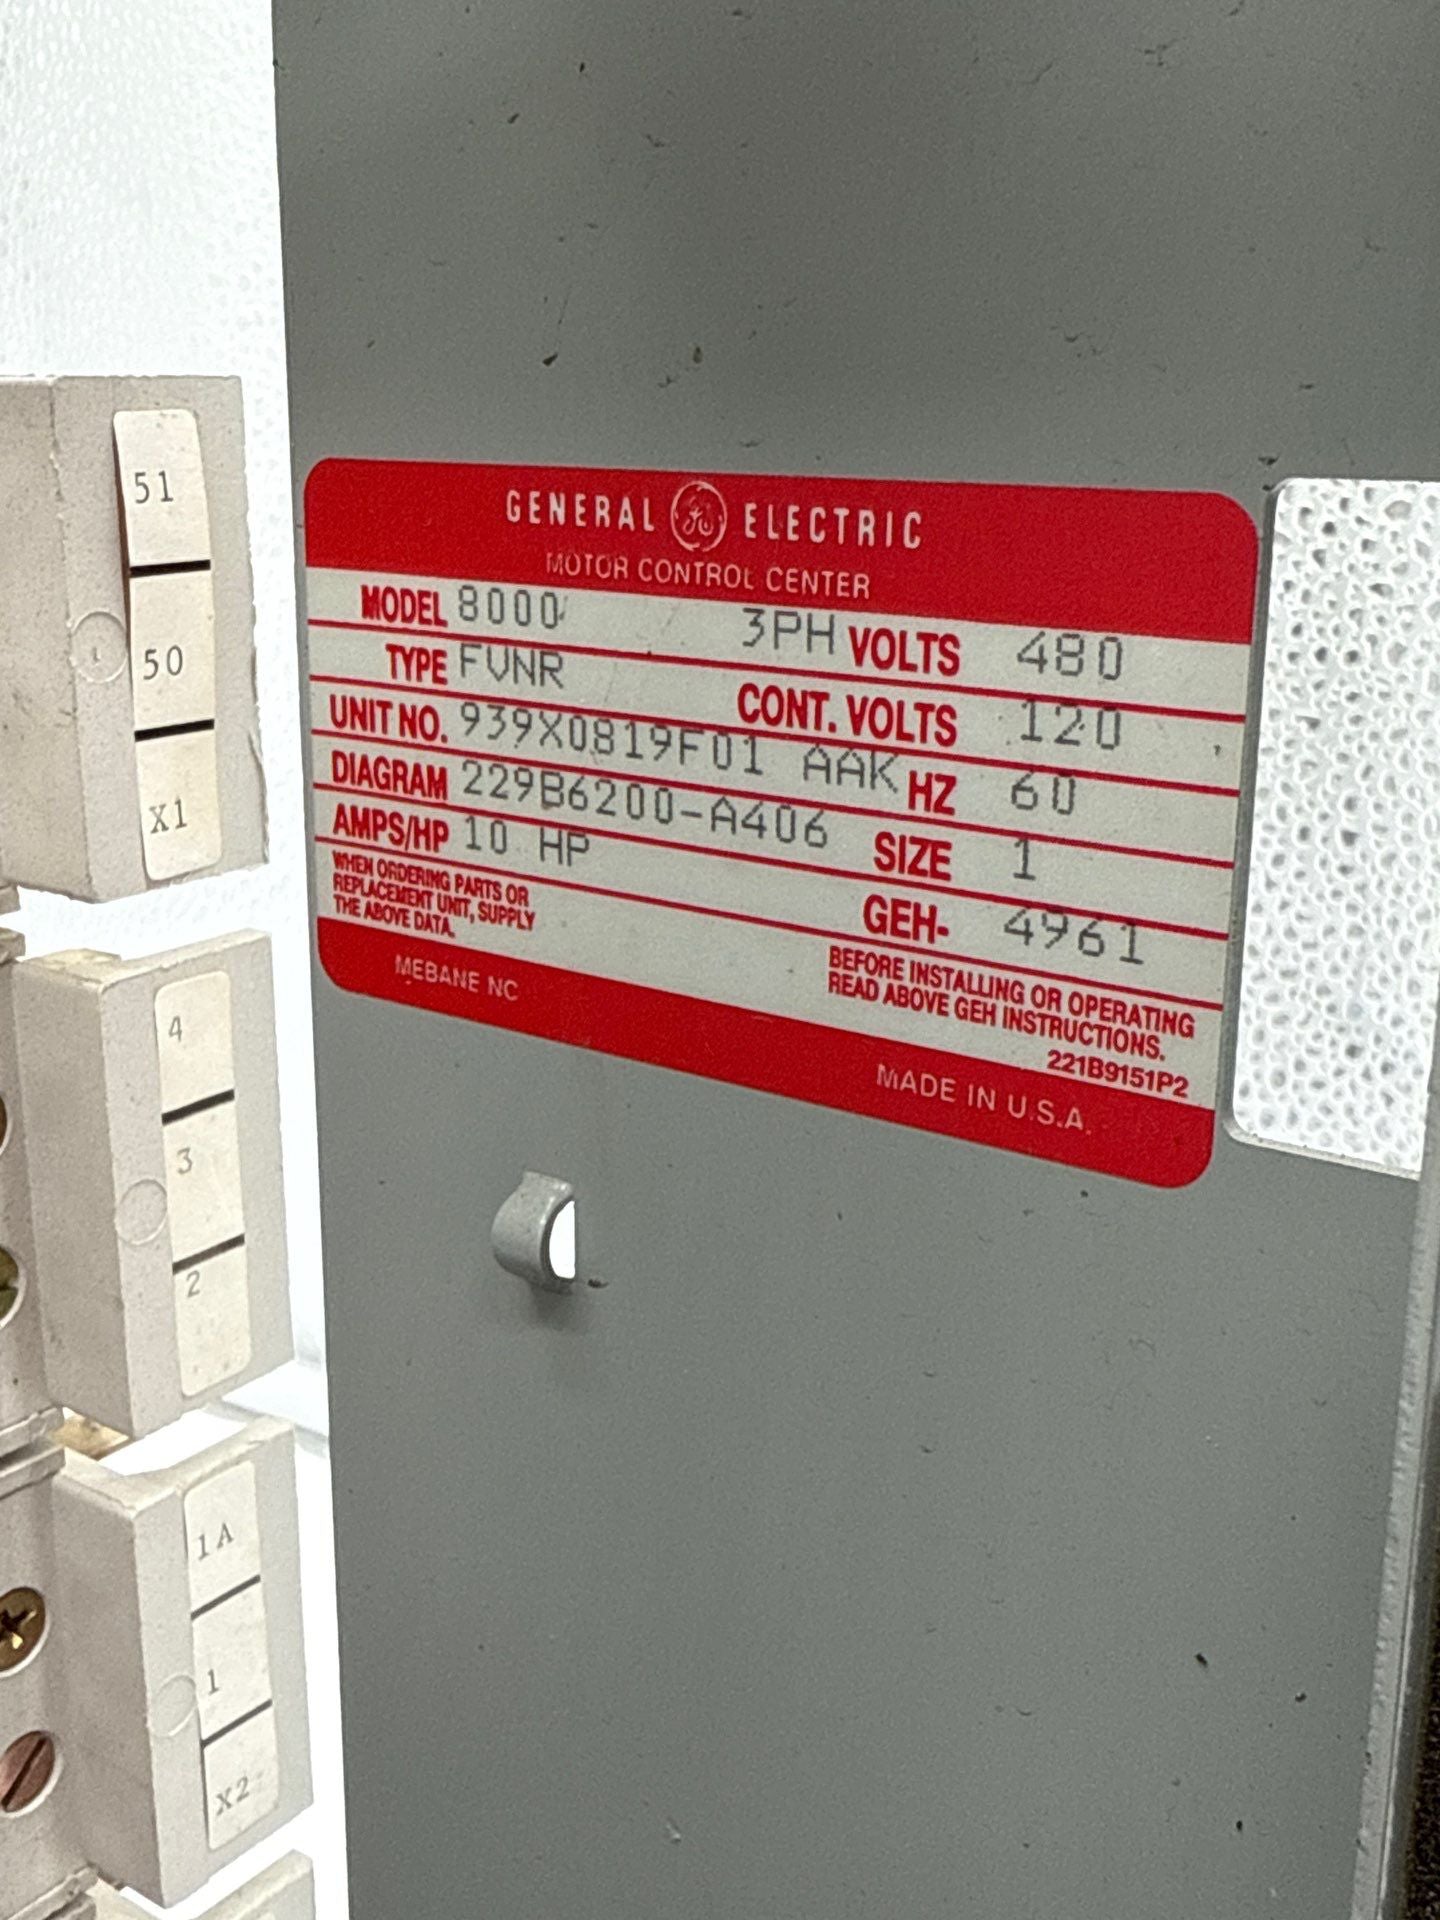 GENERAL GE ELECTRIC
MOTOR CONTROL CENTER
MODEL 8000 3PH VOLTS 480
TYPE FVNR CONT. VOLTS 120
UNIT NO. 939X0819F01 AAK HZ 60
DIAGRAM 229B6200-A406 SIZE 1
AMPS/HP 10 HP GEH- 4961
WHEN ORDERING PARTS OR
REPLACEMENT UNIT, SUPPLY
THE ABOVE DATA.
BEFORE INSTALLING OR OPERATING
READ ABOVE GEH INSTRUCTIONS.
221B9151P2
MEBANE NC
MADE IN U.S.A.
51
50
X1
4
3
2
1A
1
X2